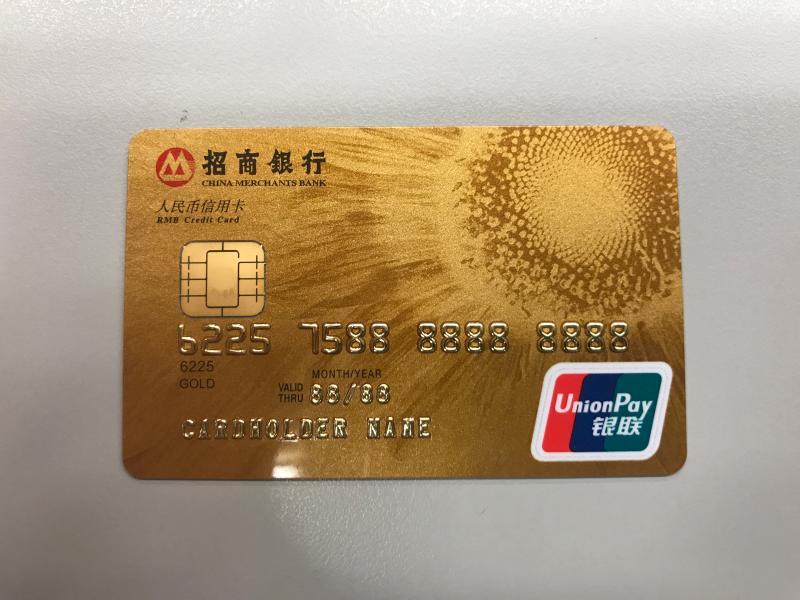 招商銀行
CHINA MERCHANTS BANK
人民币信用卡
RMB Credit Card
6225 7588 8888 8888
6225
GOLD
MONTH/YEAR
VALID THRU 88/88
CARDHOLDER NAME
UnionPay
银联